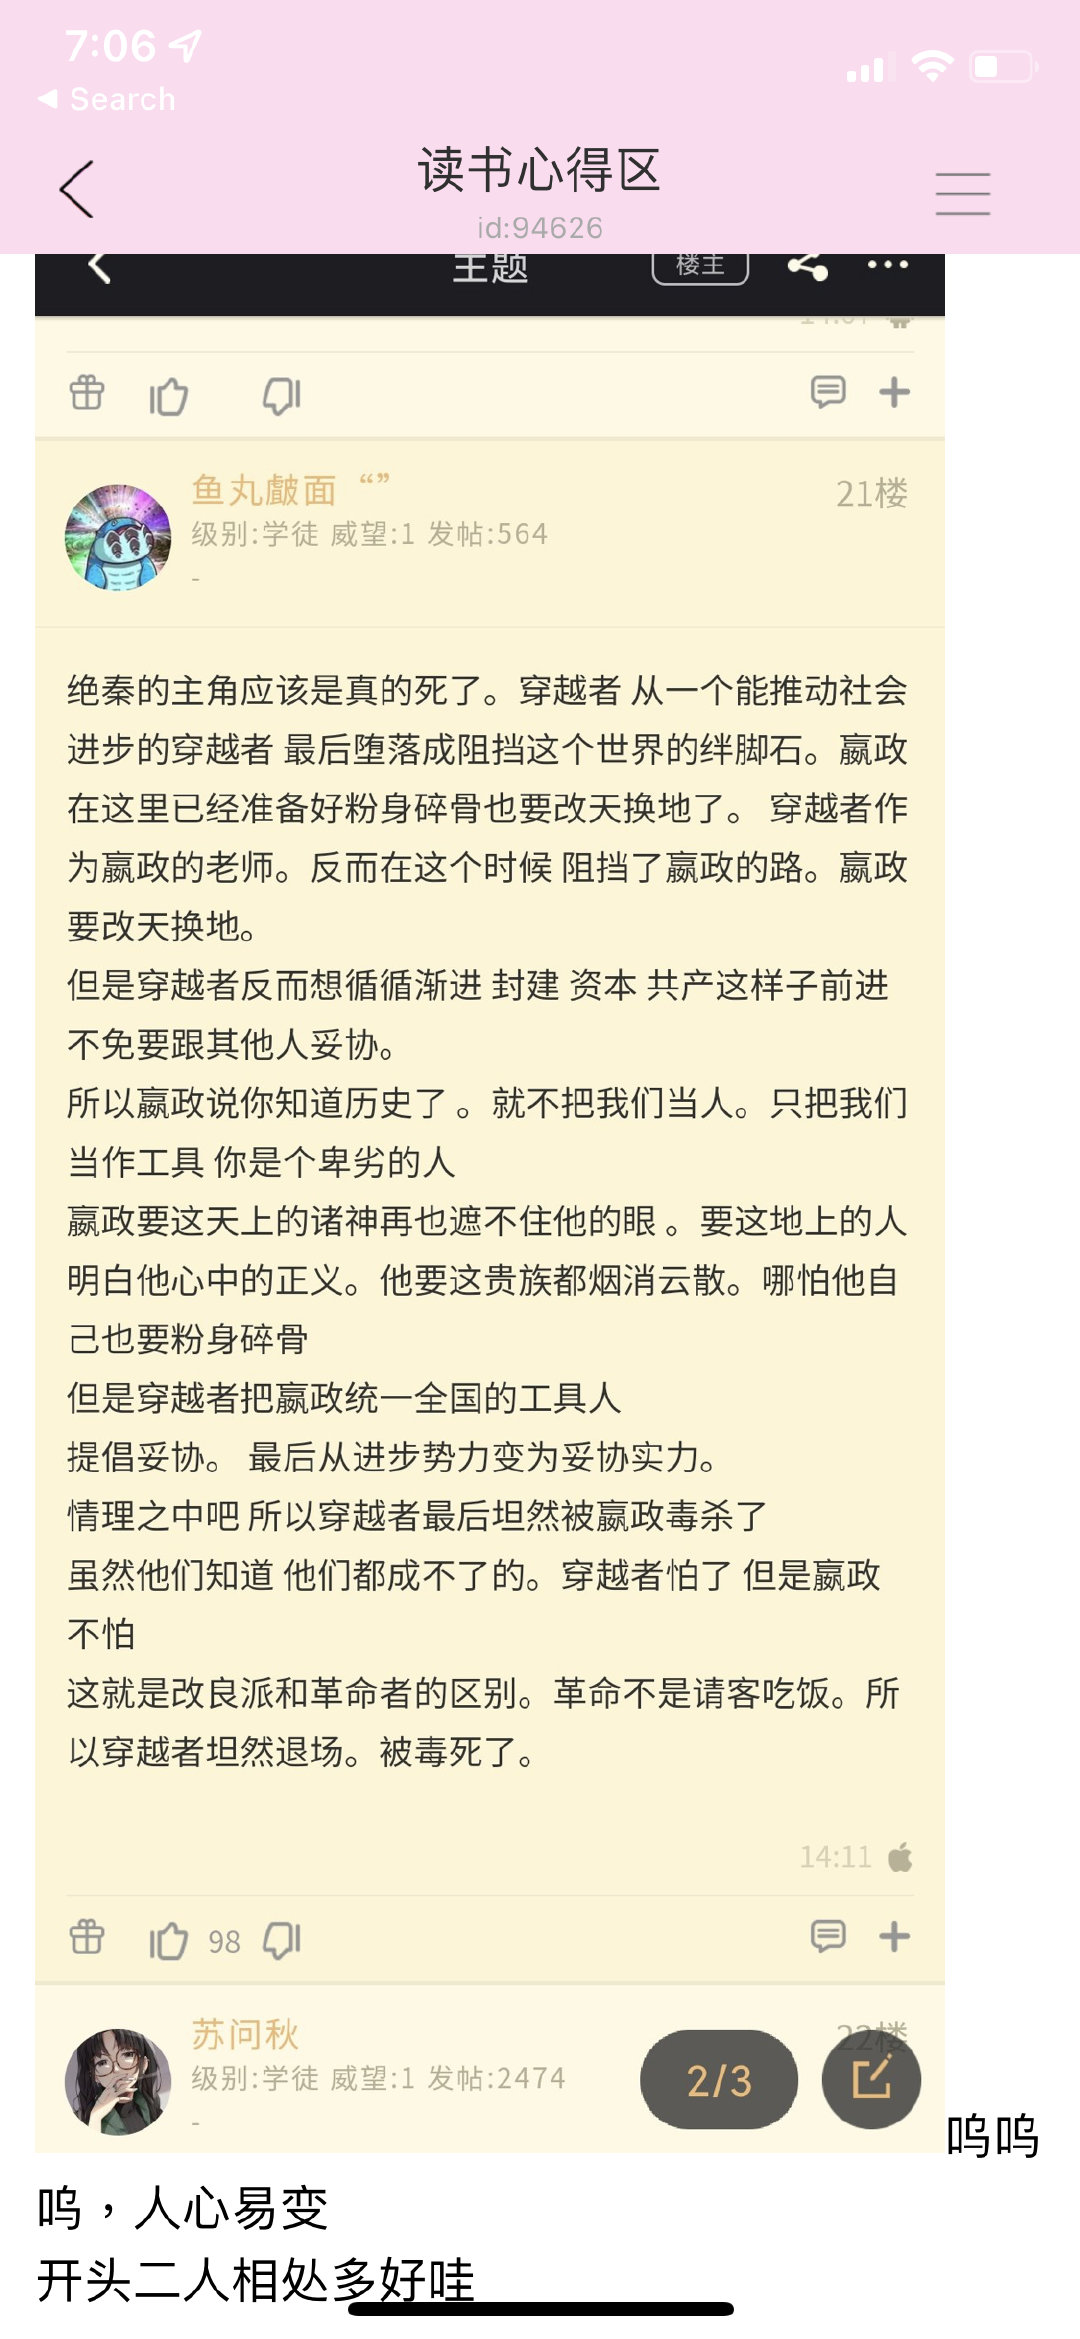 7:06
Search
读书心得区
id:94626
主题
楼主
鱼丸戯面“”
21楼
级别:学徒 威望:1 发帖:564
-
绝秦的主角应该是真的死了。穿越者 从一个能推动社会
进步的穿越者 最后堕落成阻挡这个世界的绊脚石。嬴政
在这里已经准备好粉身碎骨也要改天换地了。 穿越者作
为嬴政的老师。反而在这个时候 阻挡了嬴政的路。嬴政
要改天换地。
但是穿越者反而想循循渐进 封建 资本 共产这样子前进
不免要跟其他人妥协。
所以嬴政说你知道历史了 。就不把我们当人。只把我们
当作工具 你是个卑劣的人
嬴政要这天上的诸神再也遮不住他的眼 。要这地上的人
明白他心中的正义。他要这贵族都烟消云散。哪怕他自
己也要粉身碎骨
但是穿越者把嬴政统一全国的工具人
提倡妥协。 最后从进步势力变为妥协实力。
情理之中吧 所以穿越者最后坦然被嬴政毒杀了
虽然他们知道 他们都成不了的。穿越者怕了 但是嬴政
不怕
这就是改良派和革命者的区别。革命不是请客吃饭。所
以穿越者坦然退场。被毒死了。
14:11
98
苏问秋
22楼
级别:学徒 威望:1 发帖:2474
-
2/3
呜呜
呜，人心易变
开头二人相处多好哇